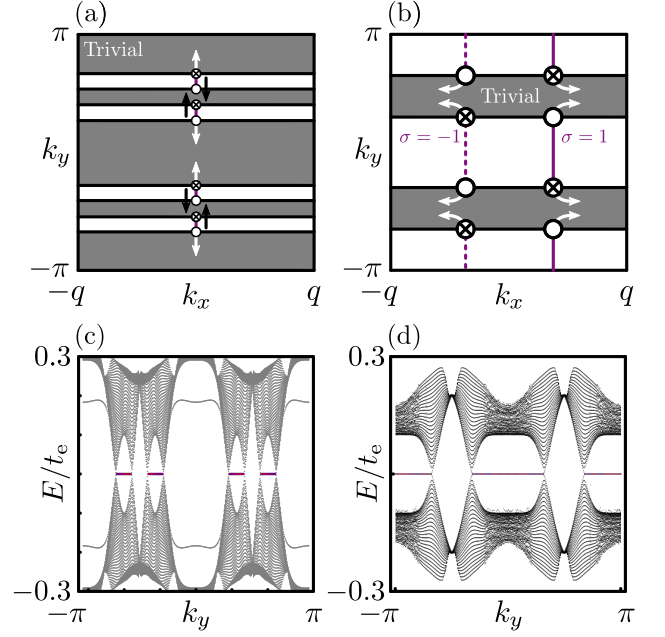 (a)
π
Trivial
k_y
−π
−q
k_x
q
(b)
π
Trivial
σ = −1
σ = 1
k_y
−π
−q
k_x
q
(c)
0.3
E/t_e
−0.3
−π
k_y
π
(d)
0.3
E/t_e
−0.3
−π
k_y
π